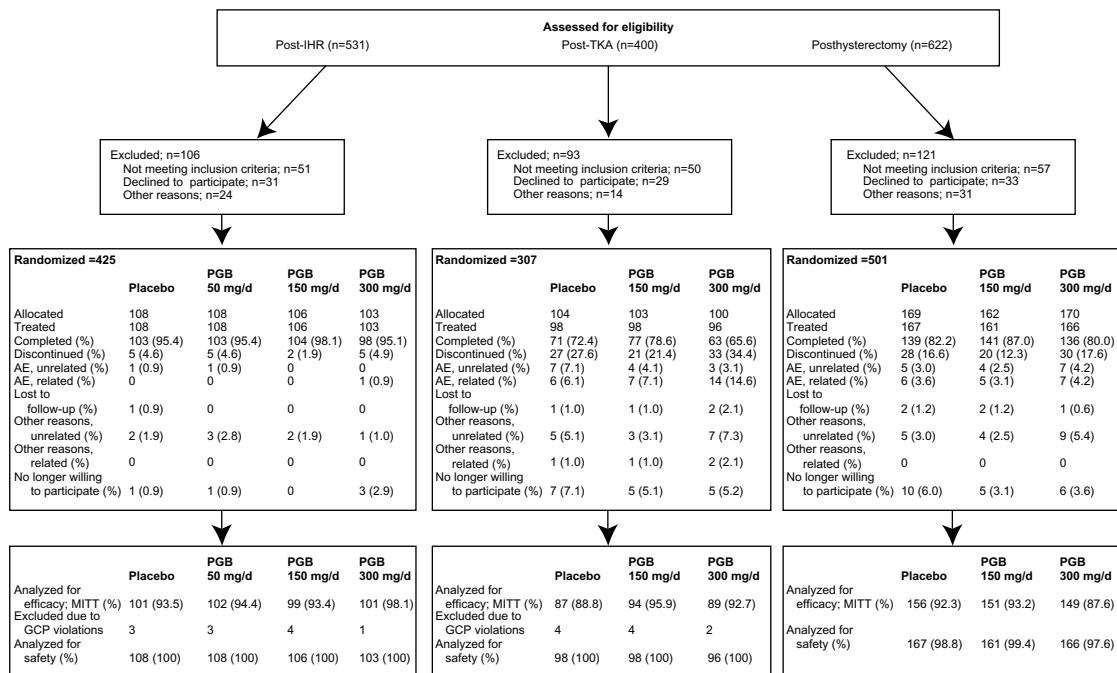 Assessed for eligibility
Post-IHR (n=531) Post-TKA (n=400) Posthysterectomy (n=622)
Excluded; n=106
Not meeting inclusion criteria; n=51
Declined to participate; n=31
Other reasons; n=24
Excluded; n=93
Not meeting inclusion criteria; n=50
Declined to participate; n=29
Other reasons; n=14
Excluded; n=121
Not meeting inclusion criteria; n=57
Declined to participate; n=33
Other reasons; n=31
Randomized =425
PGB PGB PGB
Placebo 50 mg/d 150 mg/d 300 mg/d
Allocated 108 108 106 103
Treated 108 108 106 103
Completed (%) 103 (95.4) 103 (95.4) 104 (98.1) 98 (95.1)
Discontinued (%) 5 (4.6) 5 (4.6) 2 (1.9) 5 (4.9)
AE, unrelated (%) 1 (0.9) 1 (0.9) 0 0
AE, related (%) 0 0 0 1 (0.9)
Lost to
follow-up (%) 1 (0.9) 0 0 0
Other reasons,
unrelated (%) 2 (1.9) 3 (2.8) 2 (1.9) 1 (1.0)
Other reasons,
related (%) 0 0 0 0
No longer willing
to participate (%) 1 (0.9) 1 (0.9) 0 3 (2.9)
Randomized =307
PGB PGB
Placebo 150 mg/d 300 mg/d
Allocated 104 103 100
Treated 98 98 96
Completed (%) 71 (72.4) 77 (78.6) 63 (65.6)
Discontinued (%) 27 (27.6) 21 (21.4) 33 (34.4)
AE, unrelated (%) 7 (7.1) 4 (4.1) 3 (3.1)
AE, related (%) 6 (6.1) 7 (7.1) 14 (14.6)
Lost to
follow-up (%) 1 (1.0) 1 (1.0) 2 (2.1)
Other reasons,
unrelated (%) 5 (5.1) 3 (3.1) 7 (7.3)
Other reasons,
related (%) 1 (1.0) 1 (1.0) 2 (2.1)
No longer willing
to participate (%) 7 (7.1) 5 (5.1) 5 (5.2)
Randomized =501
PGB PGB
Placebo 150 mg/d 300 mg/d
Allocated 169 162 170
Treated 167 161 166
Completed (%) 139 (82.2) 141 (87.0) 136 (80.0)
Discontinued (%) 28 (16.6) 20 (12.3) 30 (17.6)
AE, unrelated (%) 5 (3.0) 4 (2.5) 7 (4.2)
AE, related (%) 6 (3.6) 5 (3.1) 7 (4.2)
Lost to
follow-up (%) 2 (1.2) 2 (1.2) 1 (0.6)
Other reasons,
unrelated (%) 5 (3.0) 4 (2.5) 9 (5.4)
Other reasons,
related (%) 0 0 0
No longer willing
to participate (%) 10 (6.0) 5 (3.1) 6 (3.6)
PGB PGB PGB
Placebo 50 mg/d 150 mg/d 300 mg/d
Analyzed for
efficacy; MITT (%) 101 (93.5) 102 (94.4) 99 (93.4) 101 (98.1)
Excluded due to
GCP violations 3 3 4 1
Analyzed for
safety (%) 108 (100) 108 (100) 106 (100) 103 (100)
PGB PGB
Placebo 150 mg/d 300 mg/d
Analyzed for
efficacy; MITT (%) 87 (88.8) 94 (95.9) 89 (92.7)
Excluded due to
GCP violations 4 4 2
Analyzed for
safety (%) 98 (100) 98 (100) 96 (100)
PGB PGB
Placebo 150 mg/d 300 mg/d
Analyzed for
efficacy; MITT (%) 156 (92.3) 151 (93.2) 149 (87.6)
Analyzed for
safety (%) 167 (98.8) 161 (99.4) 166 (97.6)